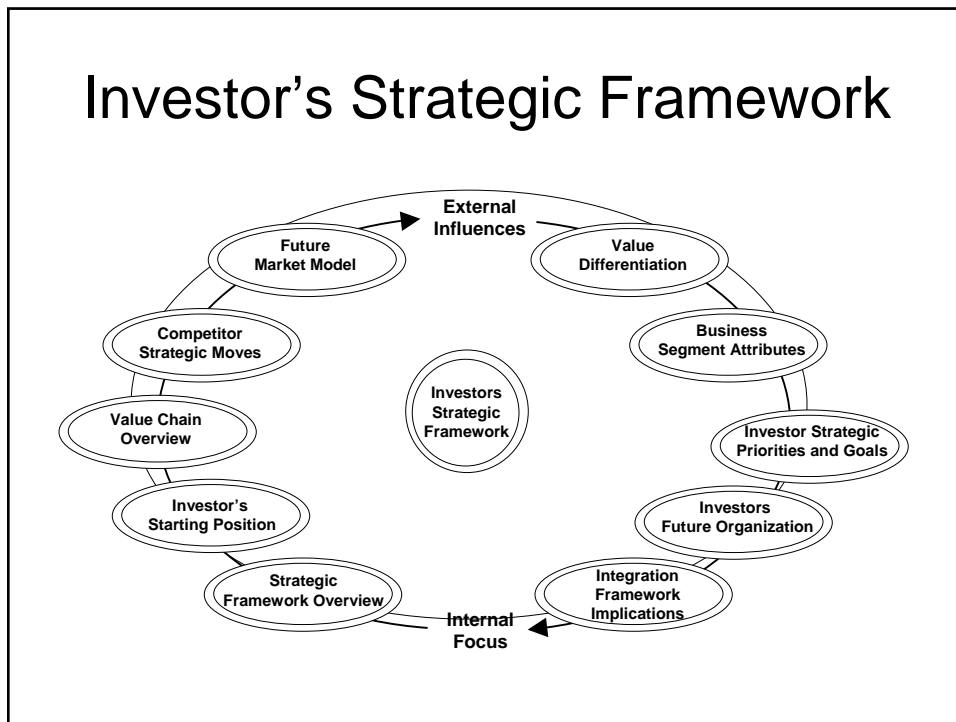 Investor’s Strategic Framework
External
Influences
Future
Market Model
Value
Differentiation
Competitor
Strategic Moves
Business
Segment Attributes
Investors
Strategic
Framework
Value Chain
Overview
Investor Strategic
Priorities and Goals
Investor’s
Starting Position
Investors
Future Organization
Strategic
Framework Overview
Integration
Framework
Implications
Internal
Focus